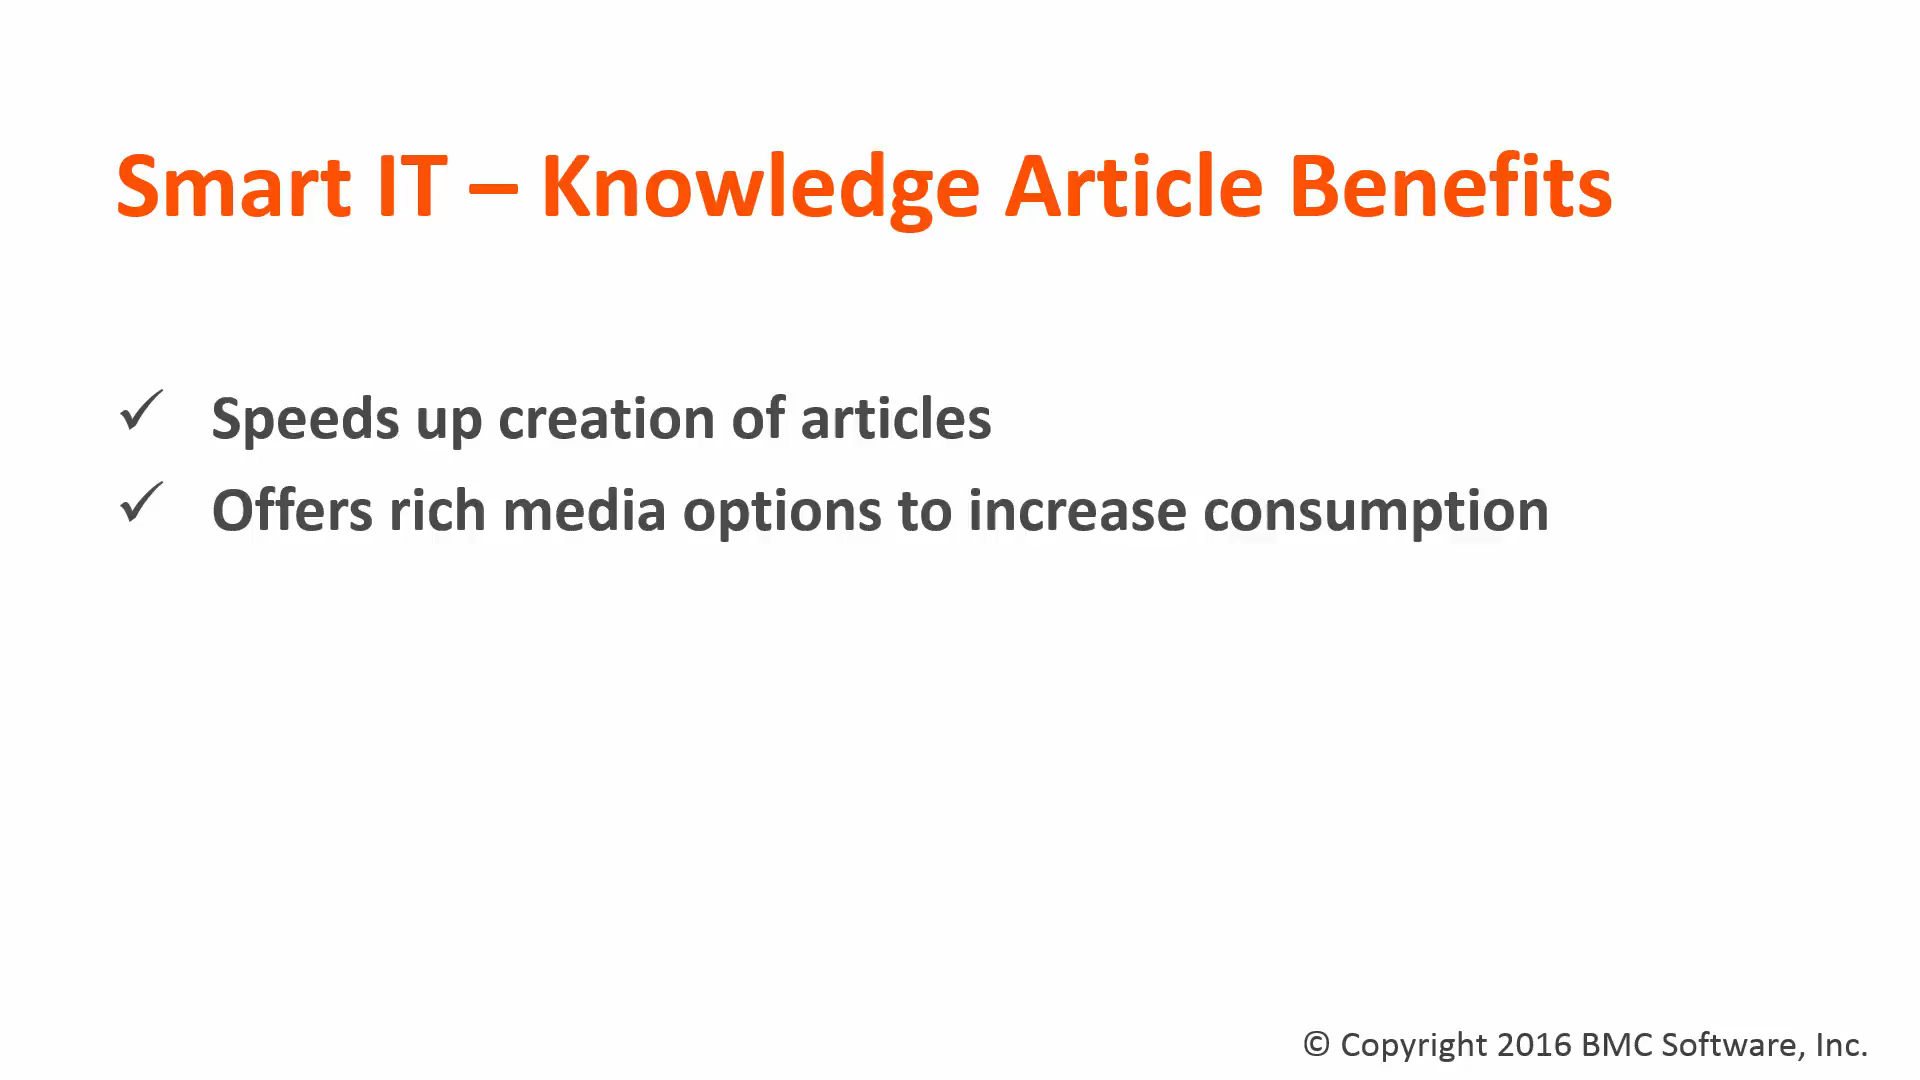 Smart IT – Knowledge Article Benefits
✓ Speeds up creation of articles
✓ Offers rich media options to increase consumption
© Copyright 2016 BMC Software, Inc.